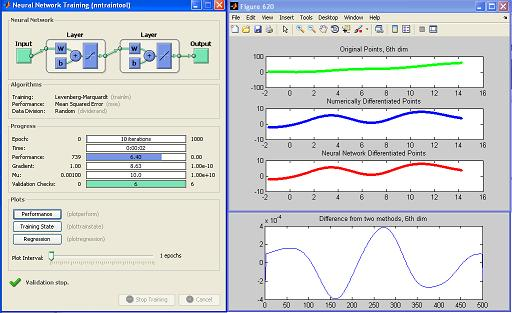 Neural Network Training (nntraintool)
Neural Network
Layer
Layer
Input
Output
W
b
+
W
b
+
Algorithms
Training: Levenberg-Marquardt (trainlm)
Performance: Mean Squared Error (mse)
Data Division: Random (dividerand)
Progress
Epoch: 0 10 iterations 1000
Time: 0:00:02
Performance: 739 6.40 0.00
Gradient: 1.00 8.63 1.00e-10
Mu: 0.00100 10.0 1.00e+10
Validation Checks: 0 6 6
Plots
Performance (plotperform)
Training State (plottrainstate)
Regression (plotregression)
Plot Interval: 1 epochs
Validation stop.
Stop Training Cancel
Figure 620
File Edit View Insert Tools Desktop Window Help
Original Points, 6th dim
100
0
-100
-2 0 2 4 6 8 10 12 14 16
Numerically Differentiated Points
10
0
-10
-2 0 2 4 6 8 10 12 14 16
Neural Network Differentiated Points
10
0
-10
-2 0 2 4 6 8 10 12 14 16
x 10-4
Difference from two methods, 6th dim
4
2
0
-2
-4
0 50 100 150 200 250 300 350 400 450 500